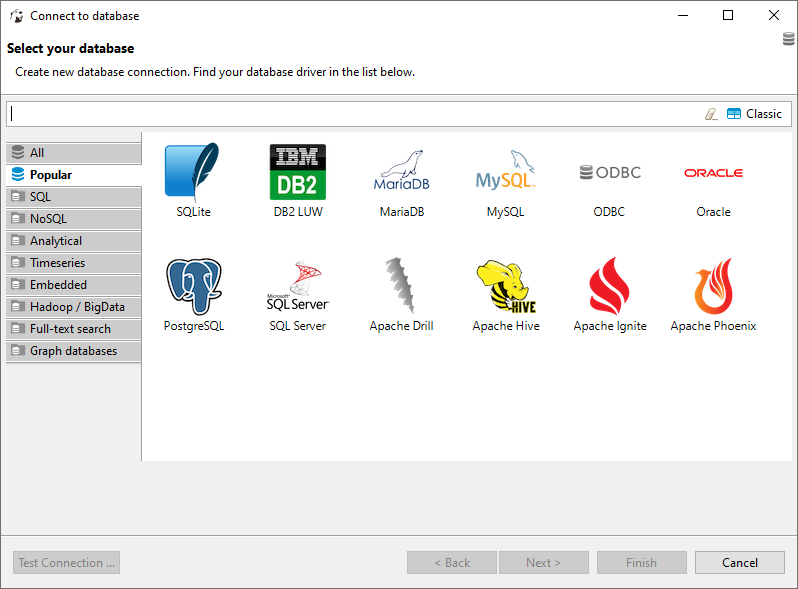 Connect to database
Select your database
Create new database connection. Find your database driver in the list below.
Classic
All
Popular
SQL
NoSQL
Analytical
Timeseries
Embedded
Hadoop / BigData
Full-text search
Graph databases
IBM
DB2
MariaDB
MySQL
ODBC
ORACLE
SQLite
DB2 LUW
MariaDB
MySQL
ODBC
Oracle
Microsoft
SQL Server
HIVE
PostgreSQL
SQL Server
Apache Drill
Apache Hive
Apache Ignite
Apache Phoenix
Test Connection ...
< Back
Next >
Finish
Cancel